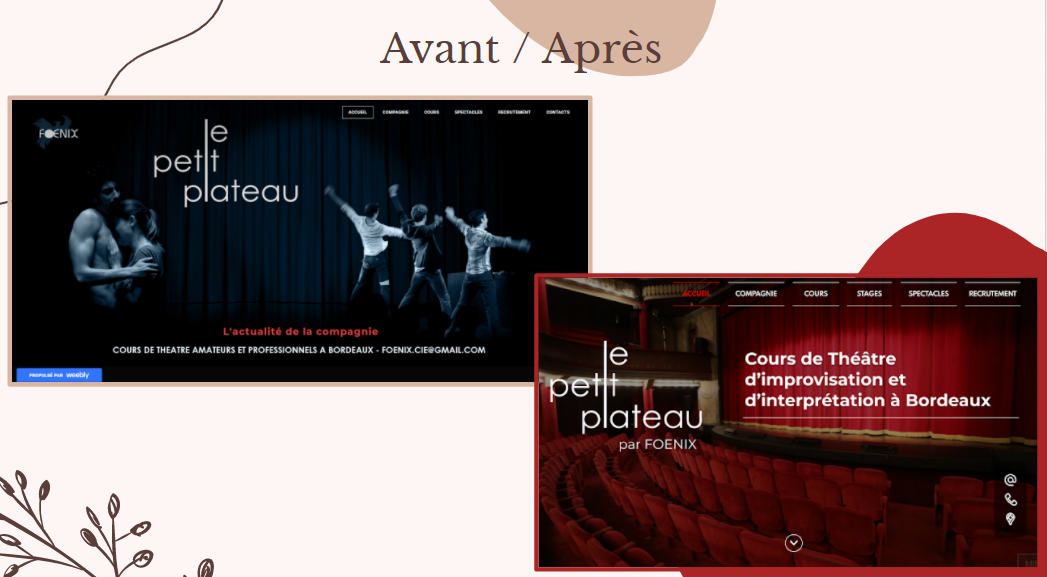 Avant / Après
FOENIX
ACCUEIL COMPAGNIE COURS SPECTACLES RECRUTEMENT CONTACTS
le
petit
plateau
L'actualité de la compagnie
COURS DE THEATRE AMATEURS ET PROFESSIONNELS A BORDEAUX - FOENIX.CIE@GMAIL.COM
PROPULSÉ PAR weebly
ACCUEIL COMPAGNIE COURS STAGES SPECTACLES RECRUTEMENT
le
petit
plateau
par FOENIX
Cours de Théâtre
d'improvisation et
d'interprétation à Bordeaux
@